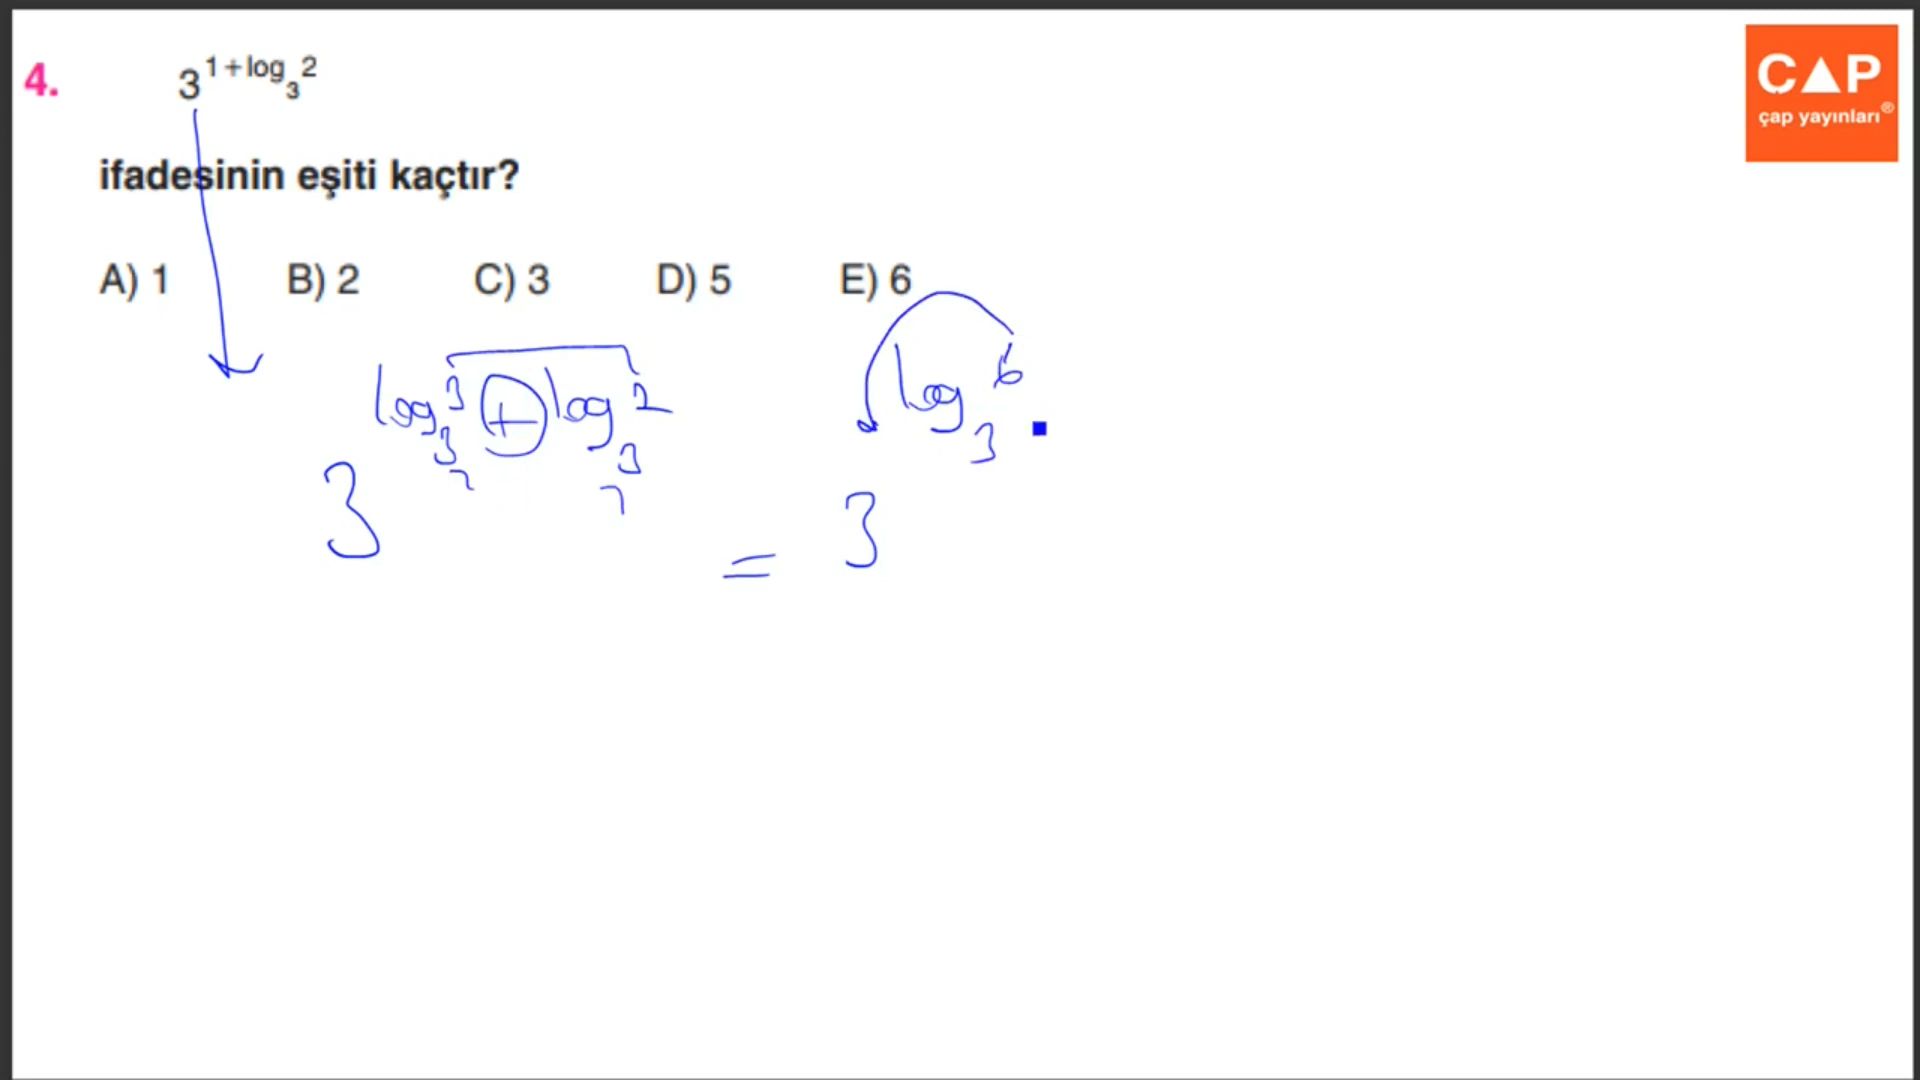 4. 3^{1+log_3 2}
ÇAP
çap yayınları®
ifadesinin eşiti kaçtır?
A) 1 B) 2 C) 3 D) 5 E) 6
3^{log_3 3 + log_3 2} = 3^{log_3 6}